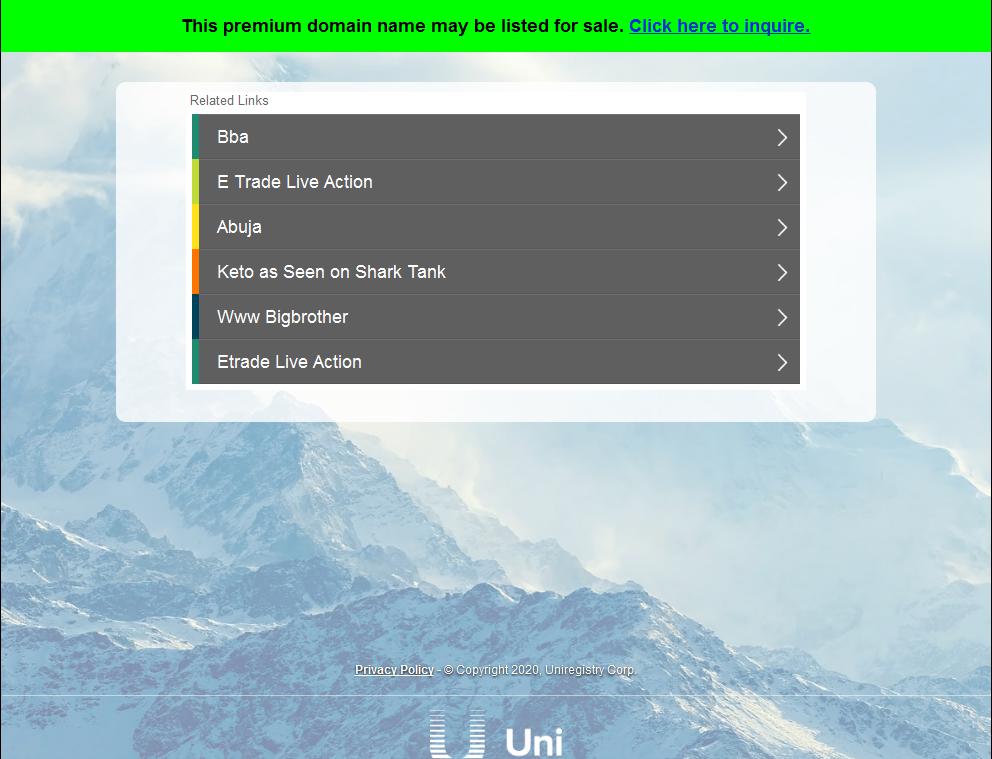 This premium domain name may be listed for sale. Click here to inquire.
Related Links
Bba
E Trade Live Action
Abuja
Keto as Seen on Shark Tank
Www Bigbrother
Etrade Live Action
Privacy Policy - © Copyright 2020, Uniregistry Corp.
Uni